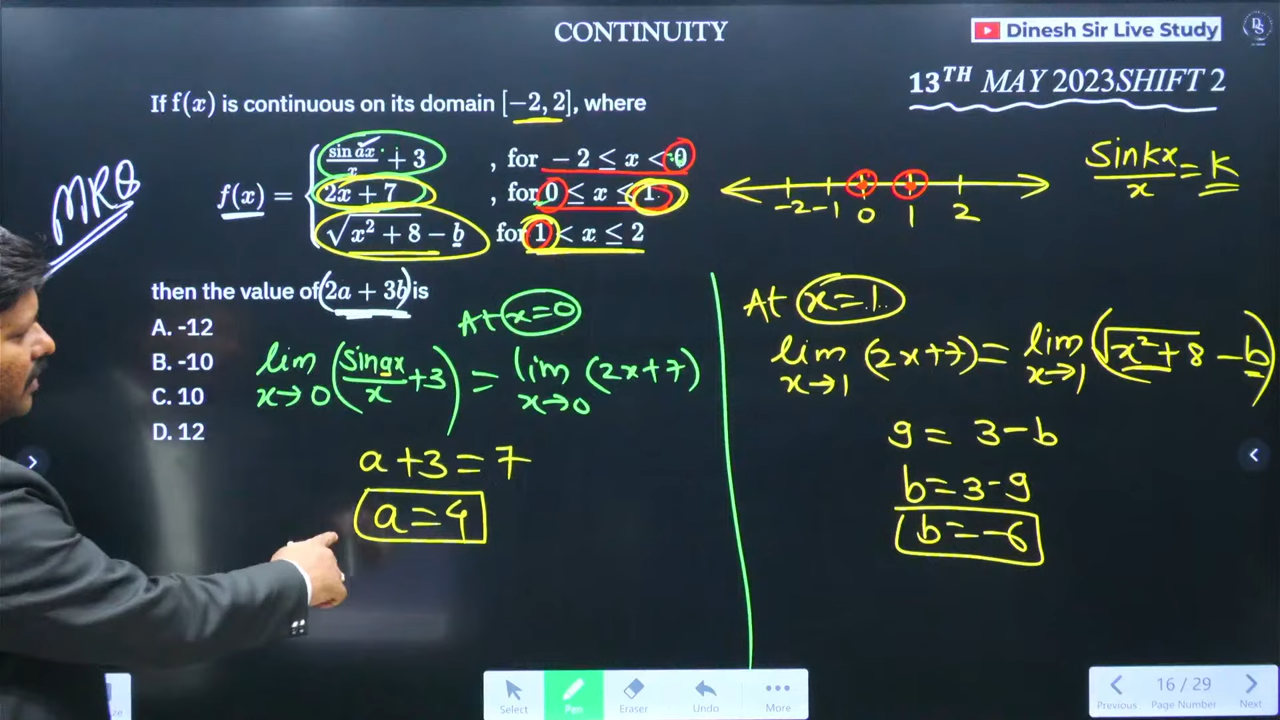 CONTINUITY
Dinesh Sir Live Study
DS
13TH MAY 2023SHIFT 2
If f(x) is continuous on its domain [−2, 2], where
f(x) = { sin ax / x + 3 , for − 2 ≤ x < 0
2x + 7 , for 0 ≤ x ≤ 1
√x² + 8 − b for 1 < x ≤ 2
MRQ
-2 -1 0 1 2
Sinkx / x = K
then the value of (2a + 3b) is
A. -12
B. -10
C. 10
D. 12
At x=0
lim x→0 (sinax / x + 3) = lim x→0 (2x+7)
a+3=7
a=4
At x=1
lim x→1 (2x+7) = lim x→1 (√x²+8 − b)
9 = 3-b
b=3-9
b=-6
Select
Pen
Eraser
Undo
More
Previous
16 / 29
Page Number
Next